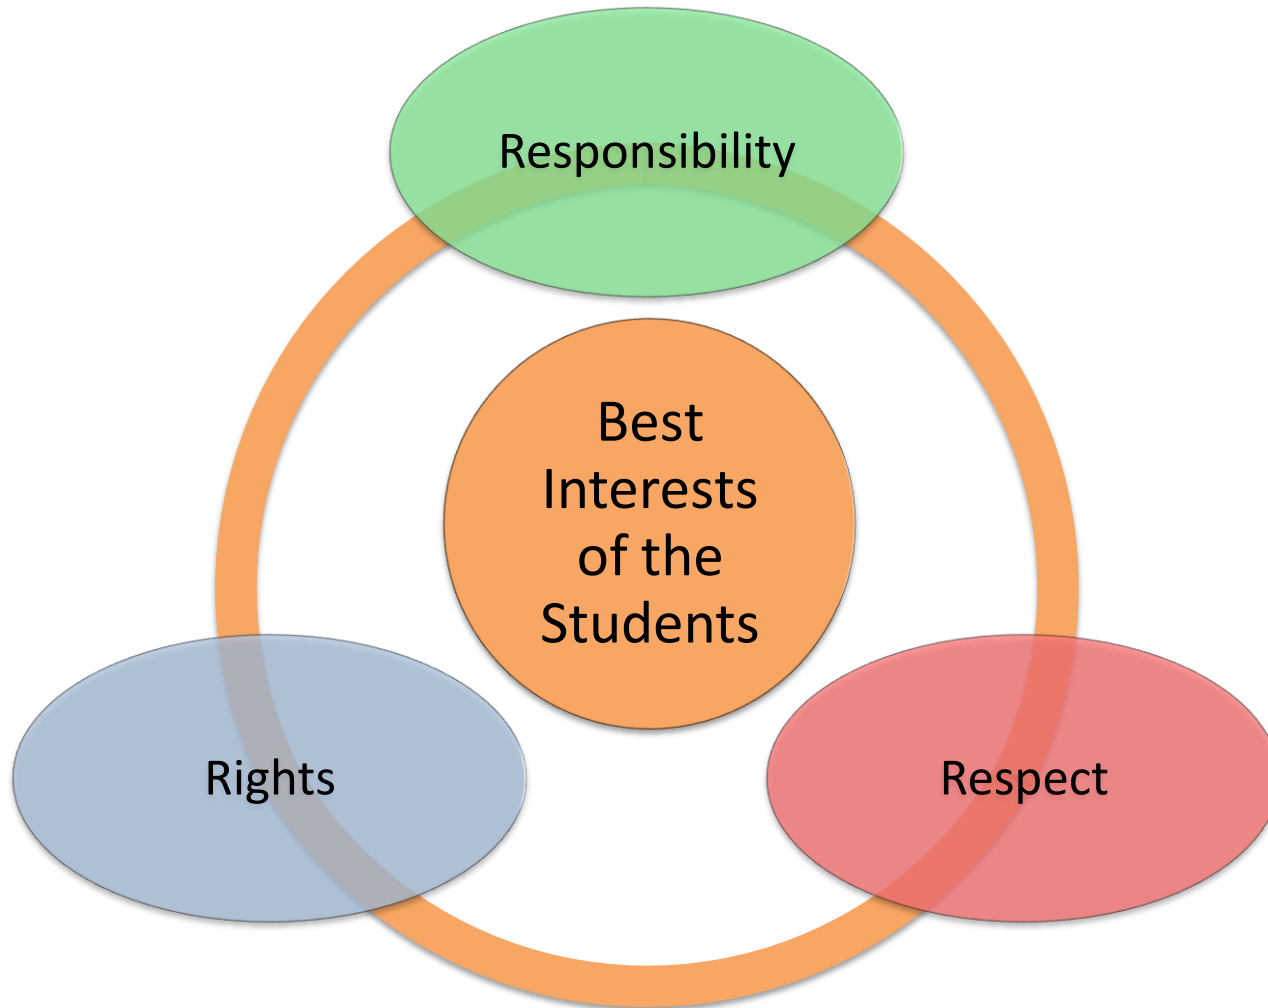 Responsibility
Best
Interests
of the
Students
Rights
Respect